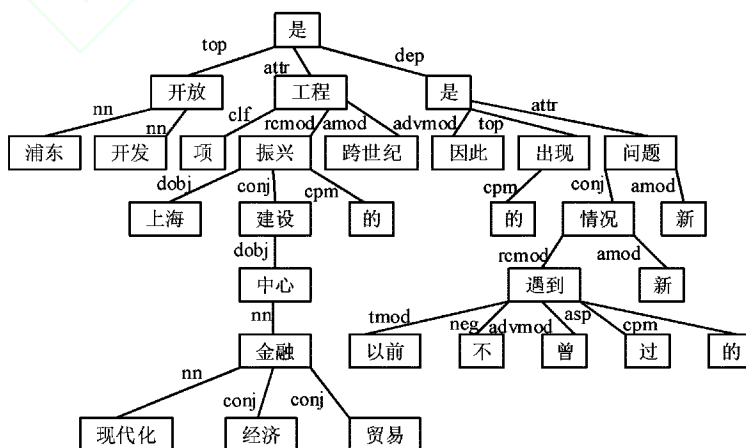 是
top attr dep
开放 工程 是
nn nn clf rcmod amod advmod top attr
浦东 开发 项 振兴 跨世纪 因此 出现 问题
dobj conj cpm cpm conj amod
上海 建设 的 的 情况 新
dobj rcmod amod
中心 遇到 新
nn tmod neg advmod asp cpm
金融 以前 不 曾 过 的
nn conj conj
现代化 经济 贸易